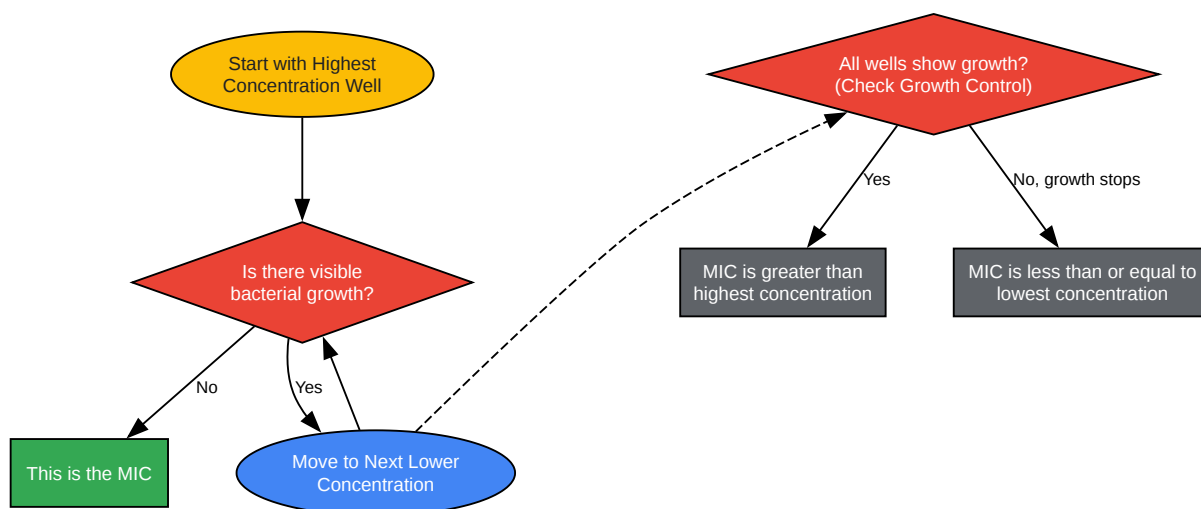 Start with Highest
Concentration Well
Is there visible
bacterial growth?
No
Yes
This is the MIC
Move to Next Lower
Concentration
All wells show growth?
(Check Growth Control)
Yes
No, growth stops
MIC is greater than
highest concentration
MIC is less than or equal to
lowest concentration